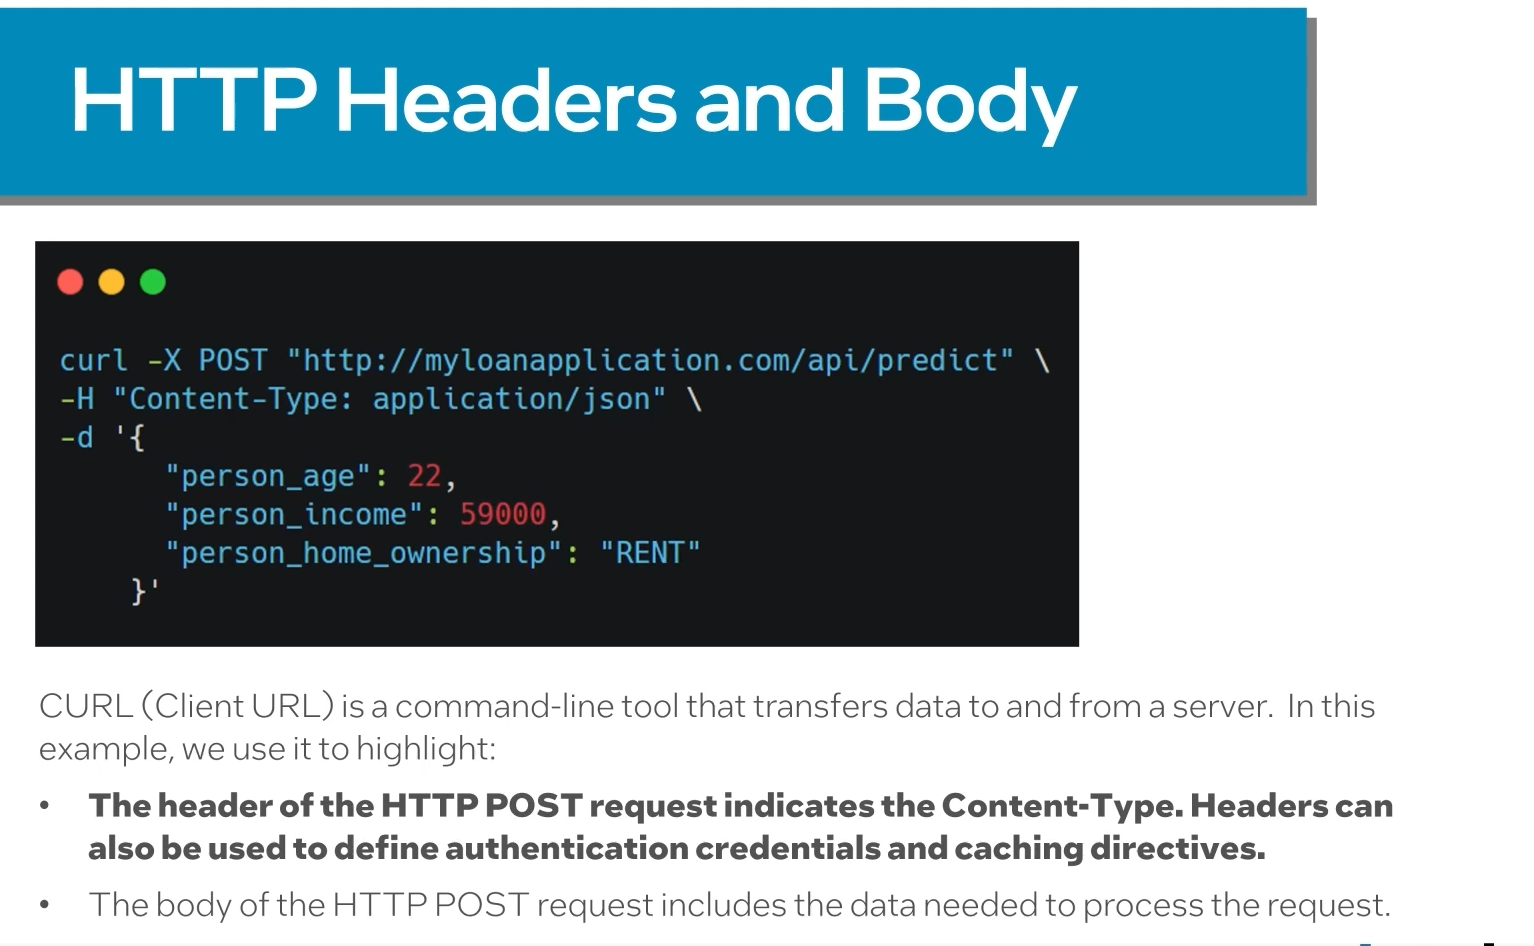 HTTP Headers and Body
curl -X POST "http://myloanapplication.com/api/predict" \
-H "Content-Type: application/json" \
-d '{
"person_age": 22,
"person_income": 59000,
"person_home_ownership": "RENT"
}'
CURL (Client URL) is a command-line tool that transfers data to and from a server. In this
example, we use it to highlight:
• The header of the HTTP POST request indicates the Content-Type. Headers can
also be used to define authentication credentials and caching directives.
• The body of the HTTP POST request includes the data needed to process the request.